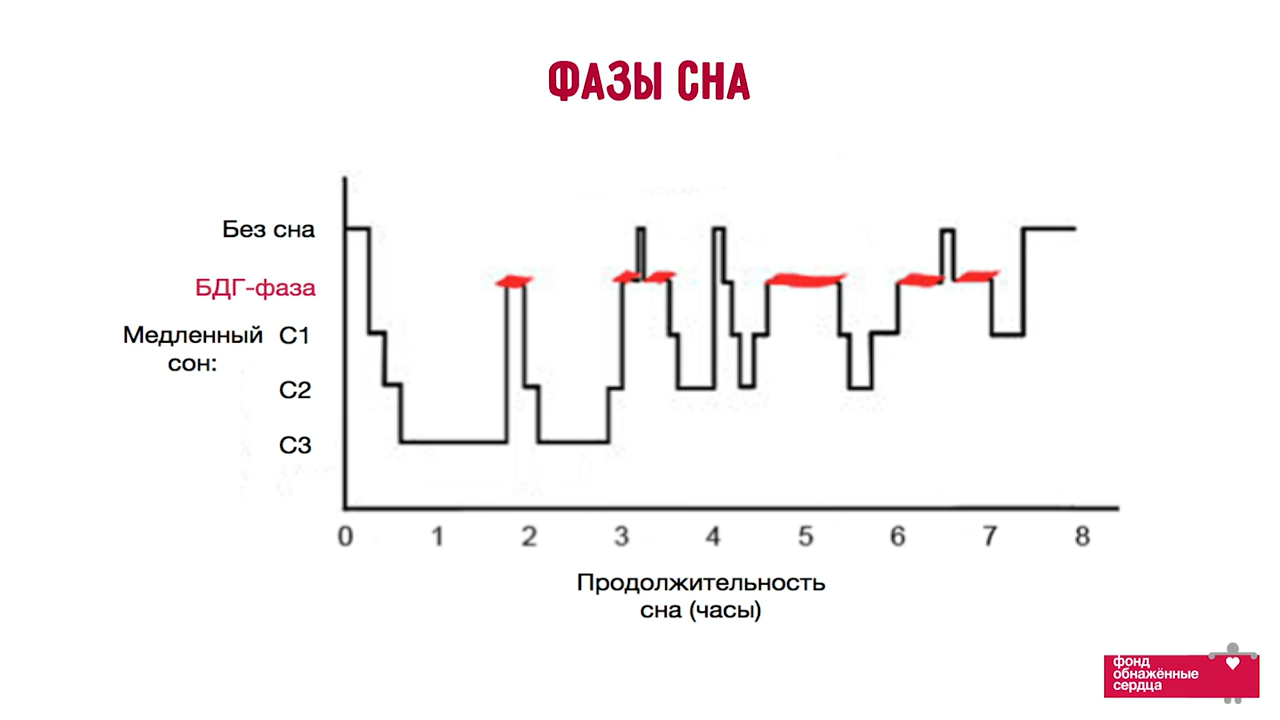 ФАЗЫ СНА
Без сна
БДГ-фаза
Медленный С1
сон:
С2
С3
0 1 2 3 4 5 6 7 8
Продолжительность
сна (часы)
фонд
обнажённые
сердца